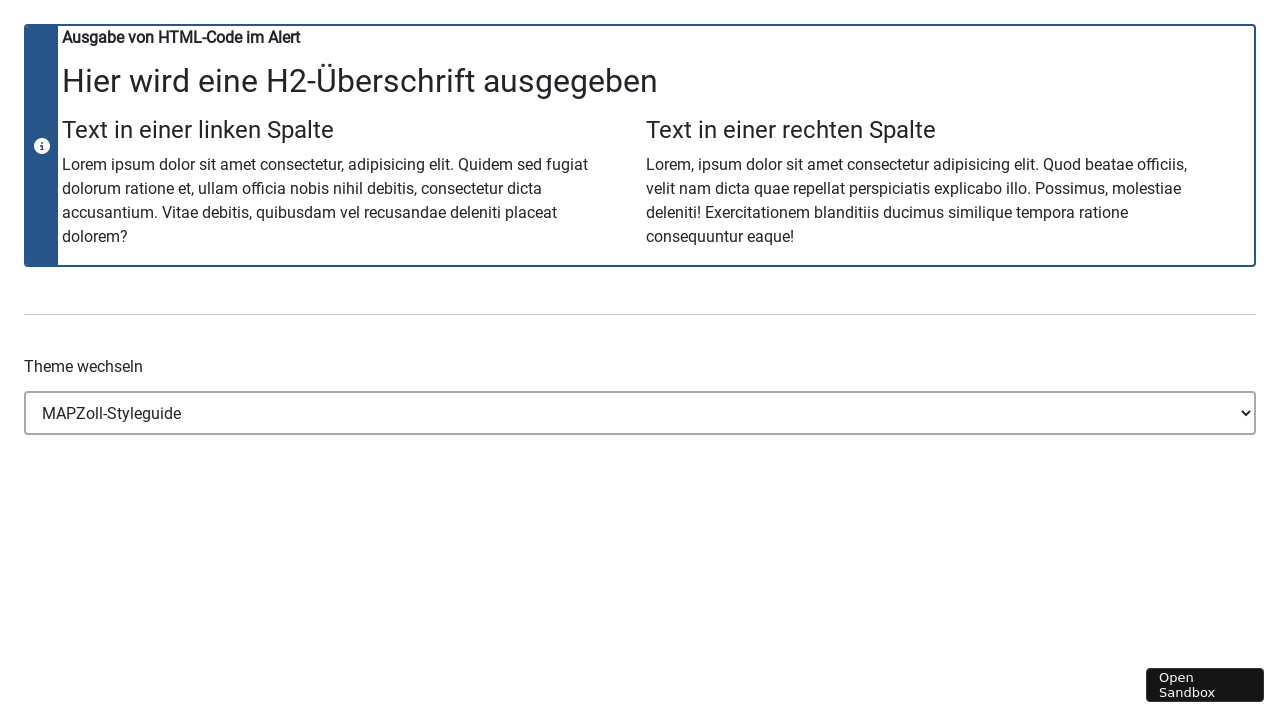 Ausgabe von HTML-Code im Alert
Hier wird eine H2-Überschrift ausgegeben
Text in einer linken Spalte
Lorem ipsum dolor sit amet consectetur, adipisicing elit. Quidem sed fugiat
dolorum ratione et, ullam officia nobis nihil debitis, consectetur dicta
accusantium. Vitae debitis, quibusdam vel recusandae deleniti placeat
dolorem?
Text in einer rechten Spalte
Lorem, ipsum dolor sit amet consectetur adipisicing elit. Quod beatae officiis,
velit nam dicta quae repellat perspiciatis explicabo illo. Possimus, molestiae
deleniti! Exercitationem blanditiis ducimus similique tempora ratione
consequuntur eaque!
Theme wechseln
MAPZoll-Styleguide
Open
Sandbox